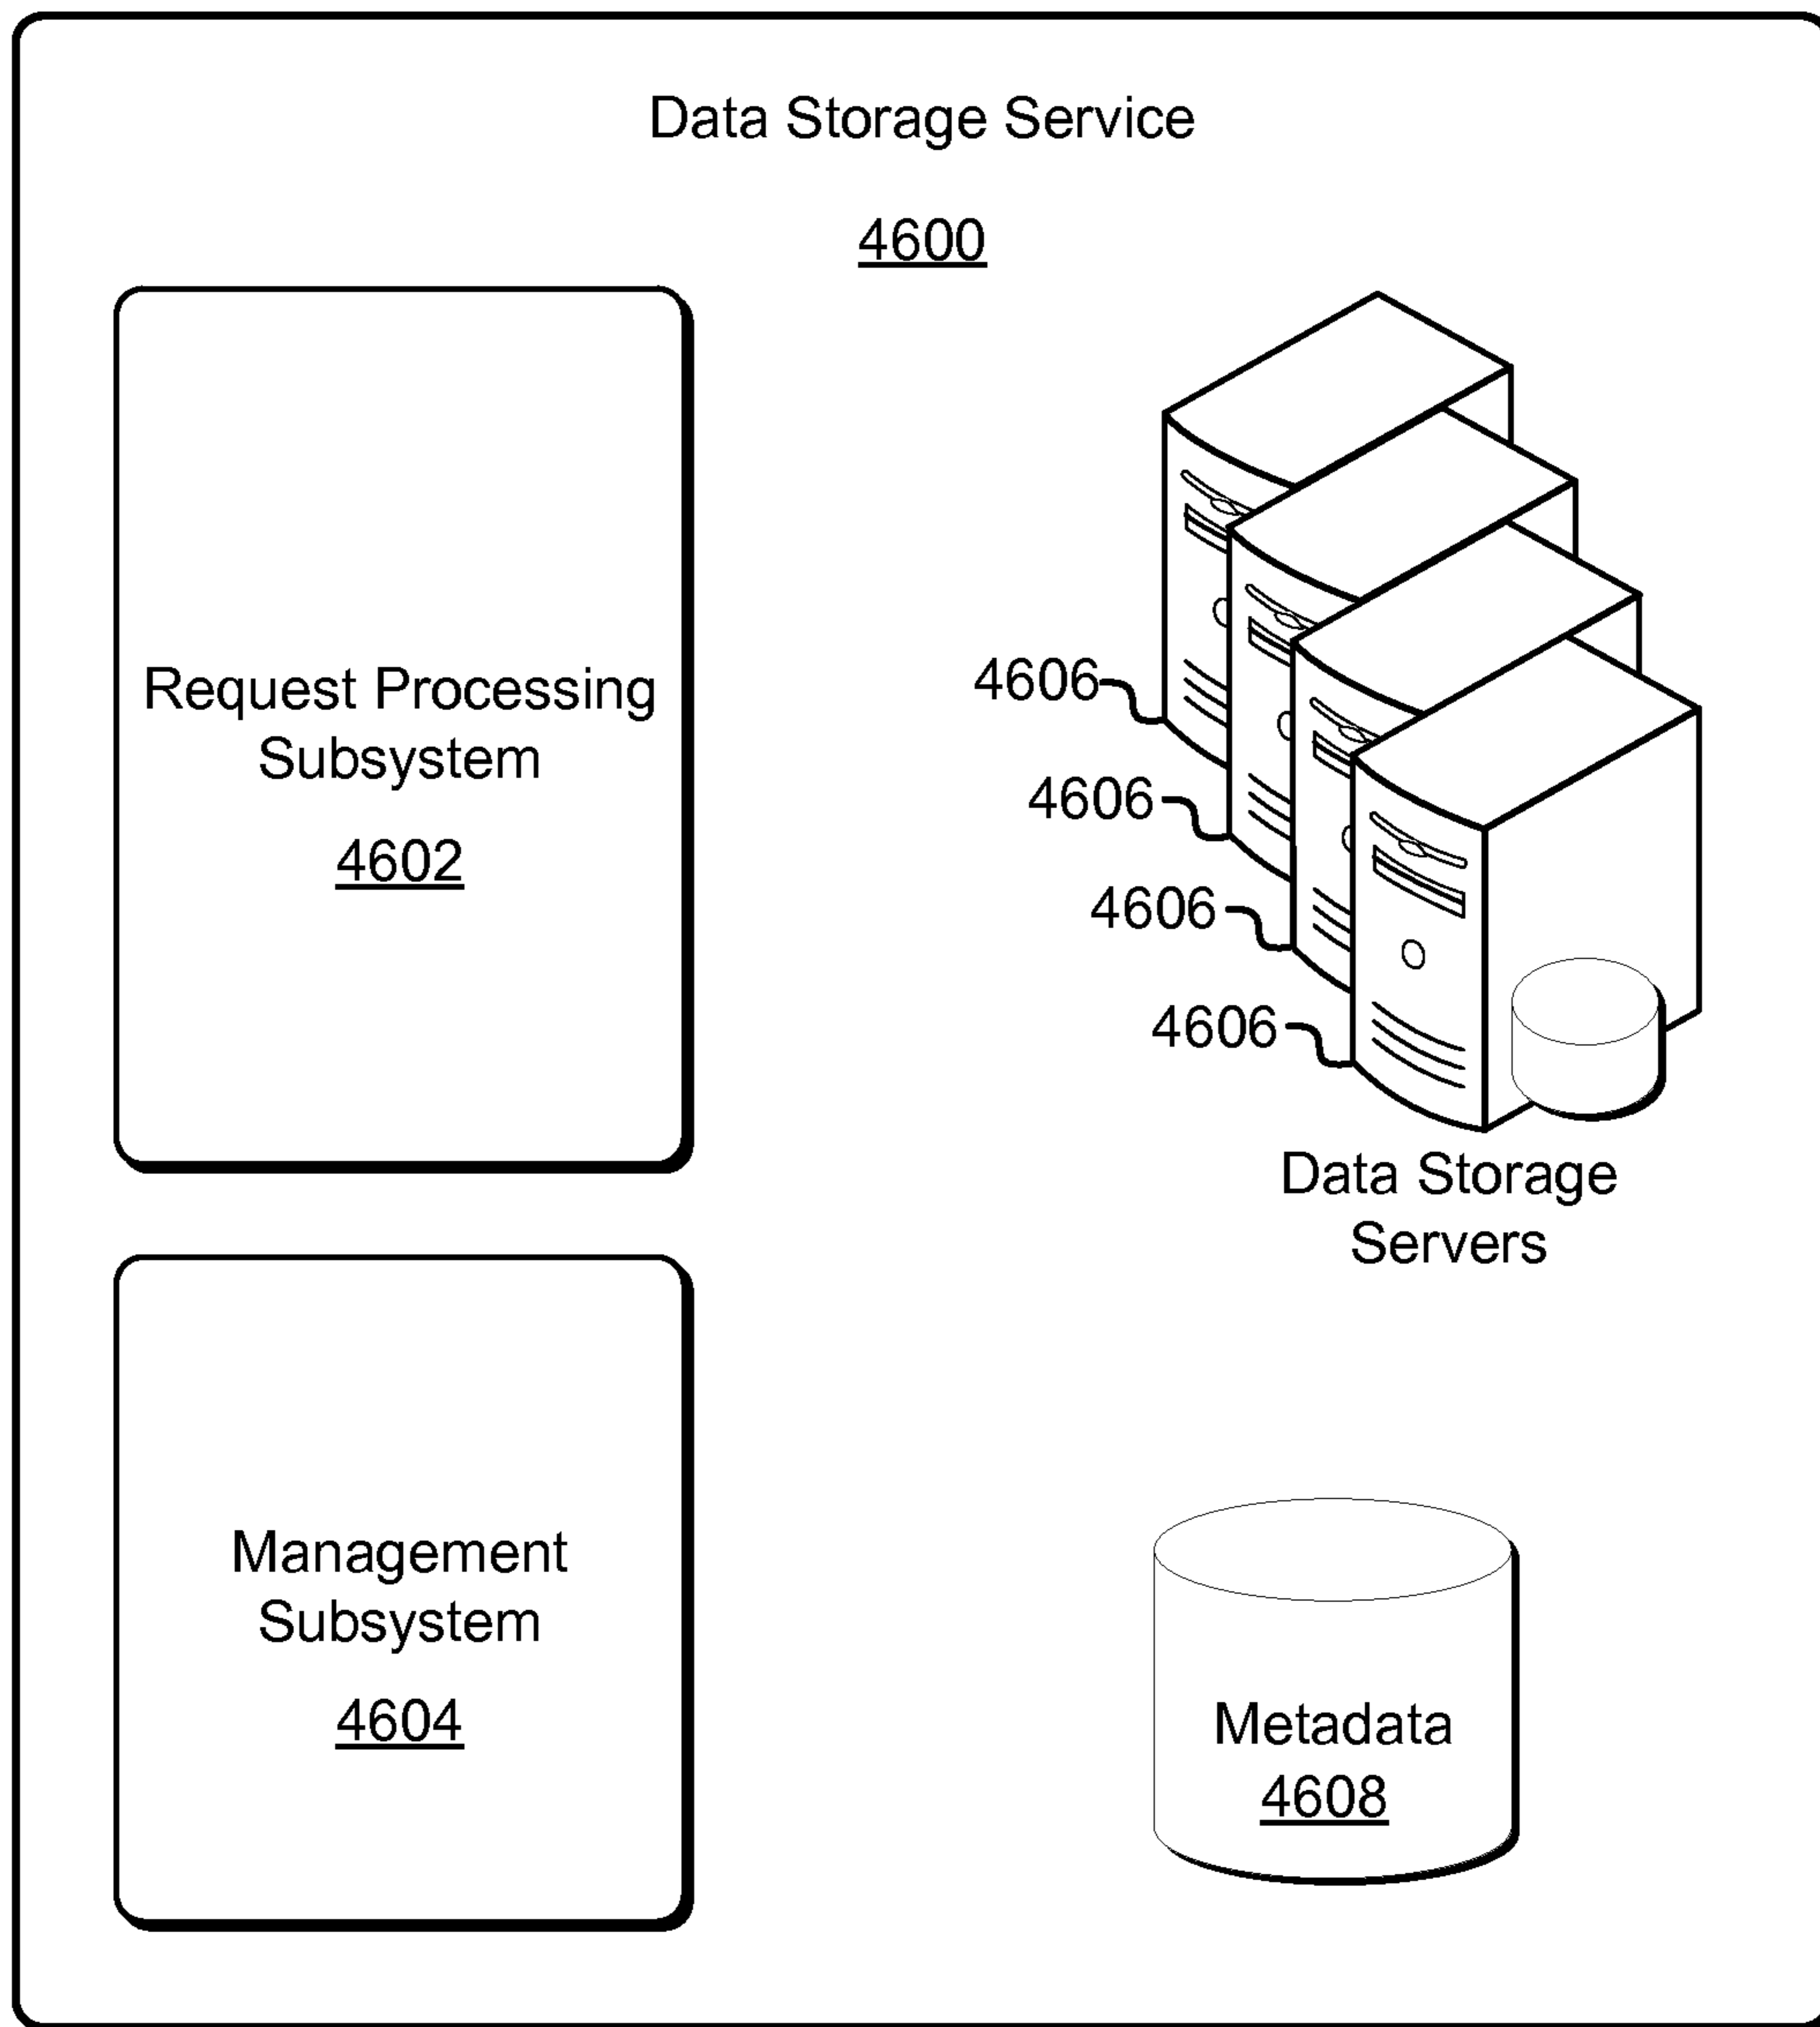 Data Storage Service
4600
Request Processing
Subsystem
4602
4606
4606
4606
4606
Data Storage
Servers
Management
Subsystem
4604
Metadata
4608